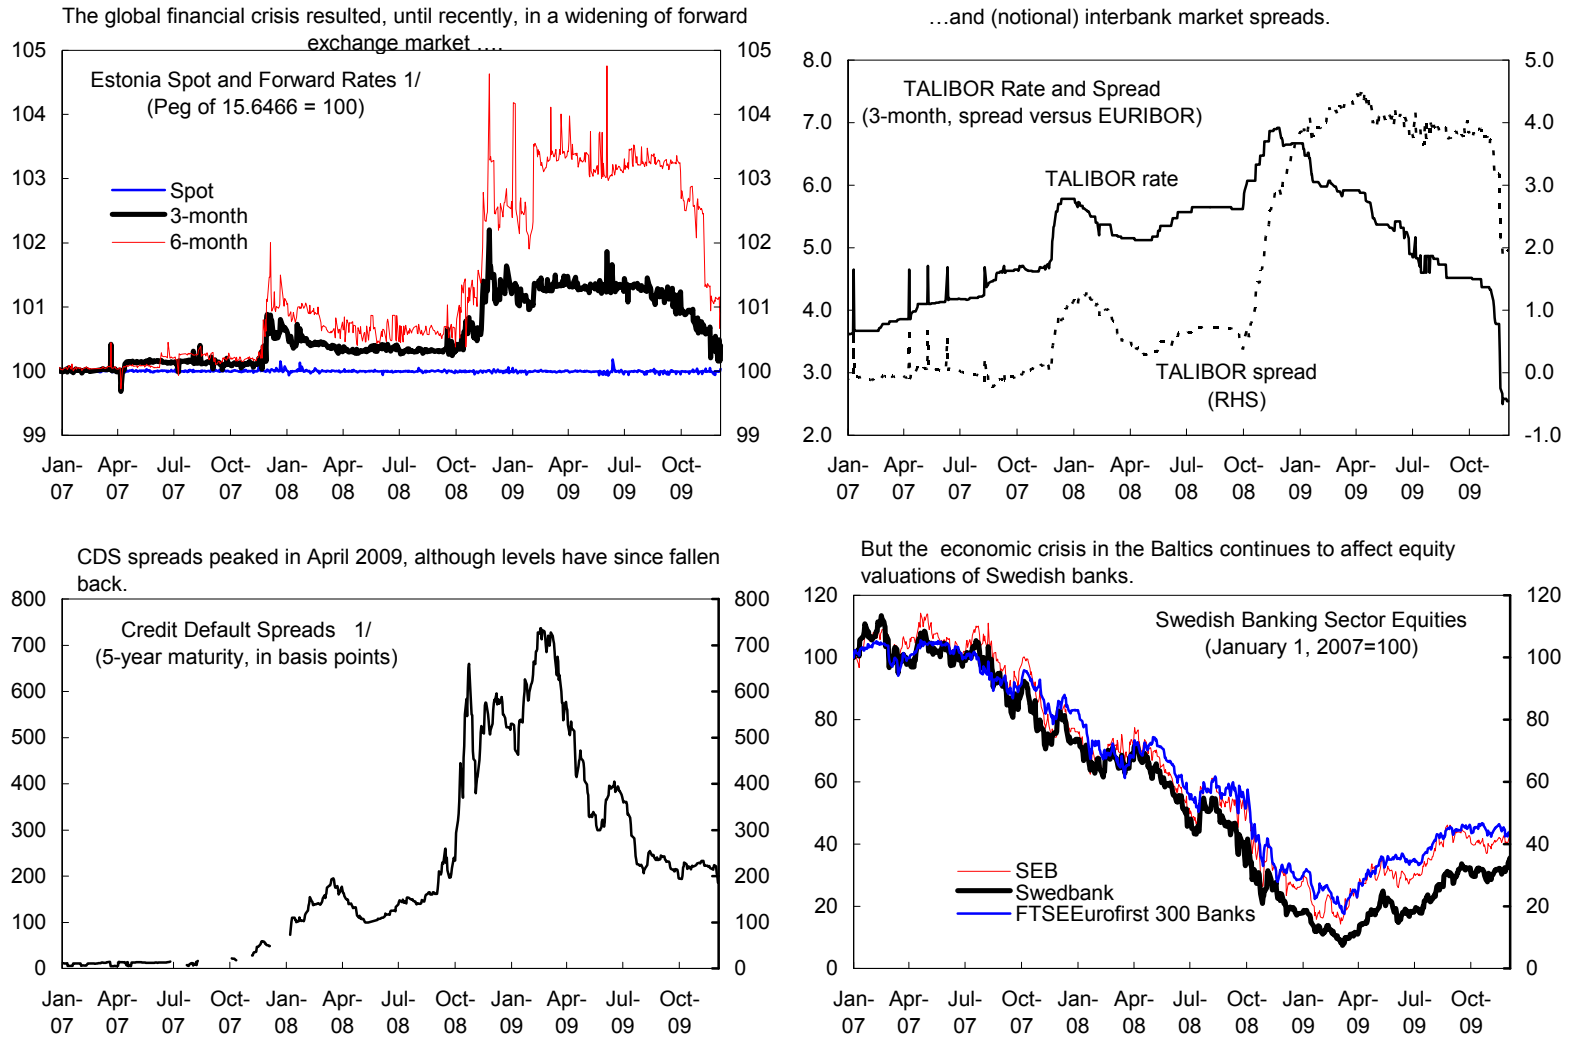 The global financial crisis resulted, until recently, in a widening of forward
exchange market ....
105
104
103
102
101
100
99
105
104
103
102
101
100
99
Estonia Spot and Forward Rates 1/
(Peg of 15.6466 = 100)
Spot
3-month
6-month
Jan-
07
Apr-
07
Jul-
07
Oct-
07
Jan-
08
Apr-
08
Jul-
08
Oct-
08
Jan-
09
Apr-
09
Jul-
09
Oct-
09
…and (notional) interbank market spreads.
8.0
7.0
6.0
5.0
4.0
3.0
2.0
5.0
4.0
3.0
2.0
1.0
0.0
-1.0
TALIBOR Rate and Spread
(3-month, spread versus EURIBOR)
TALIBOR rate
TALIBOR spread
(RHS)
Jan-
07
Apr-
07
Jul-
07
Oct-
07
Jan-
08
Apr-
08
Jul-
08
Oct-
08
Jan-
09
Apr-
09
Jul-
09
Oct-
09
CDS spreads peaked in April 2009, although levels have since fallen
back.
800
700
600
500
400
300
200
100
0
800
700
600
500
400
300
200
100
0
Credit Default Spreads 1/
(5-year maturity, in basis points)
Jan-
07
Apr-
07
Jul-
07
Oct-
07
Jan-
08
Apr-
08
Jul-
08
Oct-
08
Jan-
09
Apr-
09
Jul-
09
Oct-
09
But the economic crisis in the Baltics continues to affect equity
valuations of Swedish banks.
120
100
80
60
40
20
0
120
100
80
60
40
20
0
Swedish Banking Sector Equities
(January 1, 2007=100)
SEB
Swedbank
FTSEEurofirst 300 Banks
Jan-
07
Apr-
07
Jul-
07
Oct-
07
Jan-
08
Apr-
08
Jul-
08
Oct-
08
Jan-
09
Apr-
09
Jul-
09
Oct-
09